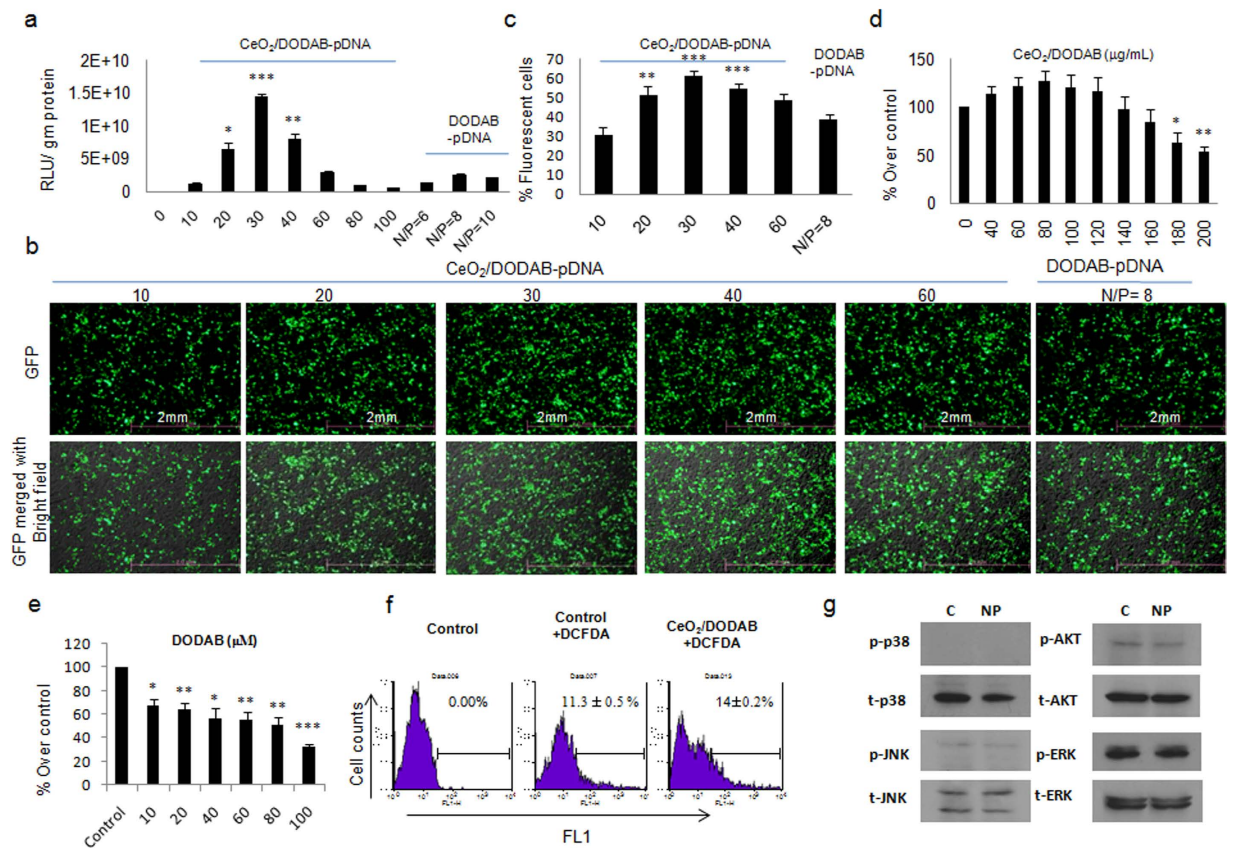 a
CeO2/DODAB-pDNA
2E+10
2E+10
1E+10
5E+09
0
RLU/ gm protein
*
***
**
DODAB
-pDNA
0 10 20 30 40 60 80 100 N/P=6 N/P=8 N/P=10
c
CeO2/DODAB-pDNA
DODAB
-pDNA
70
60
50
40
30
20
10
0
% Fluorescent cells
** *** ***
10 20 30 40 60 N/P=8
d
CeO2/DODAB (µg/mL)
150
100
50
0
% Over control
* **
0 40 60 80 100 120 140 160 180 200
b
CeO2/DODAB-pDNA DODAB-pDNA
10 20 30 40 60 N/P= 8
GFP
2mm 2mm 2mm 2mm 2mm 2mm
GFP merged with
Bright field
e
DODAB (µM)
120
100
80
60
40
20
0
% Over control
* ** * ** ** ***
Control 10 20 40 60 80 100
f
Control
Control
+DCFDA
CeO2/DODAB
+DCFDA
0.00%
11.3 ± 0.5 %
14±0.2%
Cell counts
FL1-H FL1-H FL1-H
FL1
g
C NP C NP
p-p38 p-AKT
t-p38 t-AKT
p-JNK p-ERK
t-JNK t-ERK